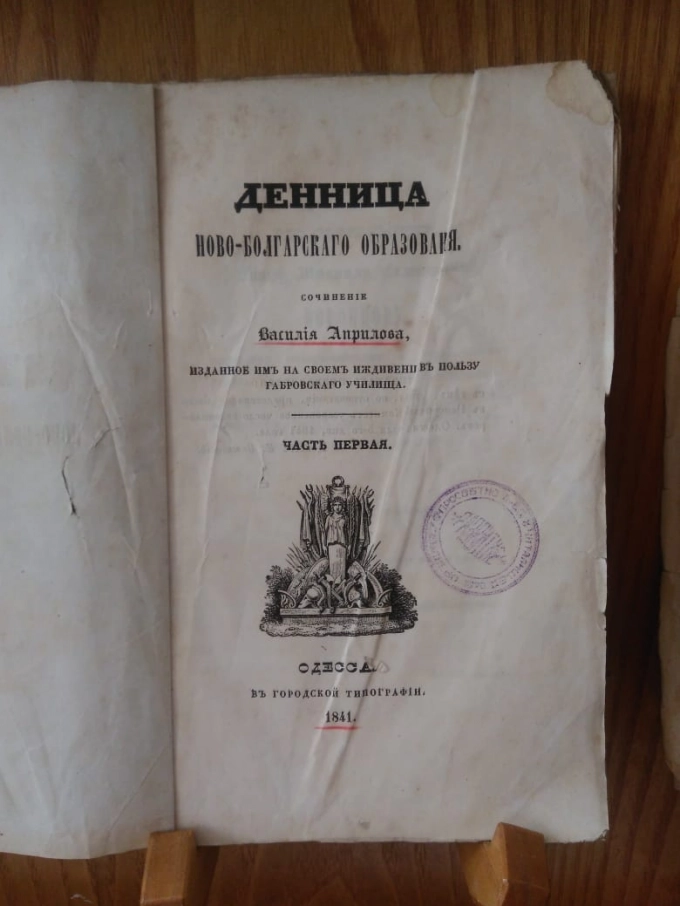 ДЕННИЦА
НОВО-БОЛГАРСКАГО ОБРАЗОВАНІЯ.
СОЧИНЕНІЕ
Василія Априлова,
ИЗДАННОЕ ИМЪ НА СВОЕМЪ ИЖДИВЕНІИ ВЪ ПОЛЬЗУ
ГАБРОВСКАГО УЧИЛИЩА.
ЧАСТЬ ПЕРВАЯ.
ОДЕССА.
ВЪ ГОРОДСКОЙ ТИПОГРАФІИ.
1841.